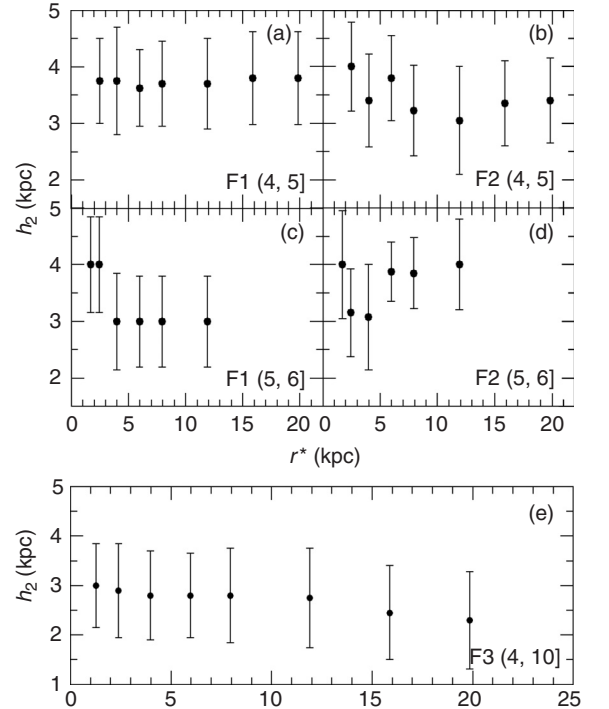 5
(a)
(b)
4
3
2
F1 (4, 5]
F2 (4, 5]
h2 (kpc)
5
(c)
(d)
4
3
2
F1 (5, 6]
F2 (5, 6]
0 5 10 15 20 0 5 10 15 20
r* (kpc)
5
(e)
4
h2 (kpc)
3
2
F3 (4, 10]
1
0 5 10 15 20 25